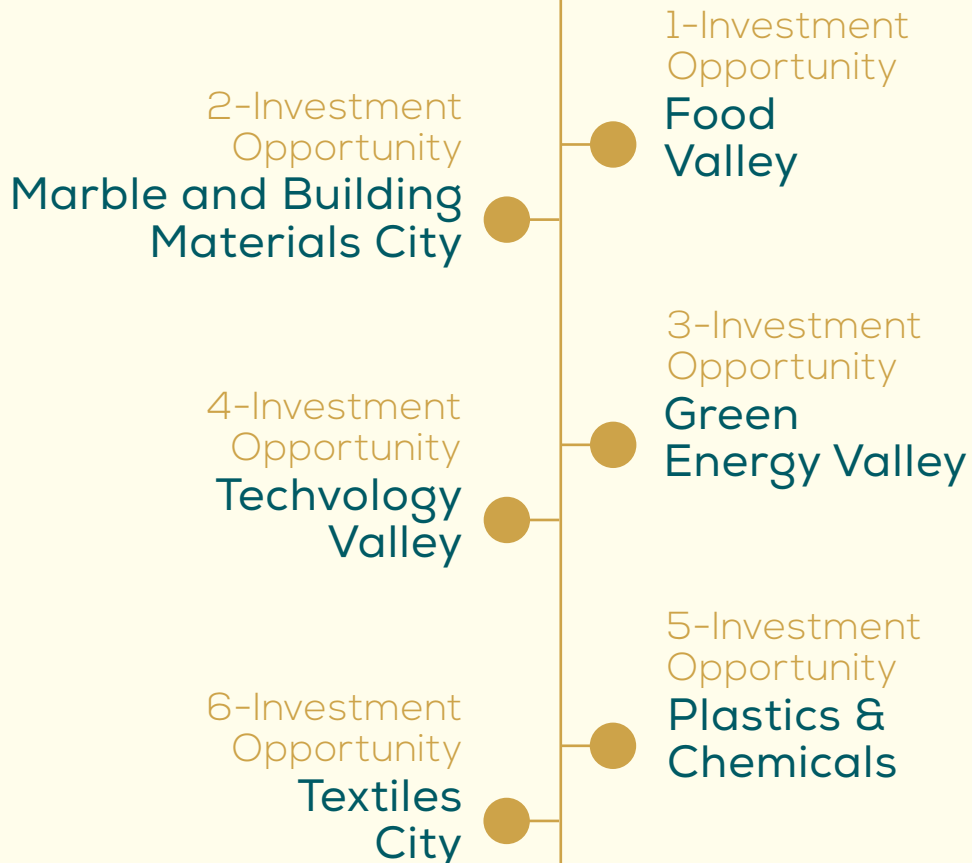 1-Investment
Opportunity
Food
Valley
2-Investment
Opportunity
Marble and Building
Materials City
3-Investment
Opportunity
Green
Energy Valley
4-Investment
Opportunity
Techvology
Valley
5-Investment
Opportunity
Plastics &
Chemicals
6-Investment
Opportunity
Textiles
City